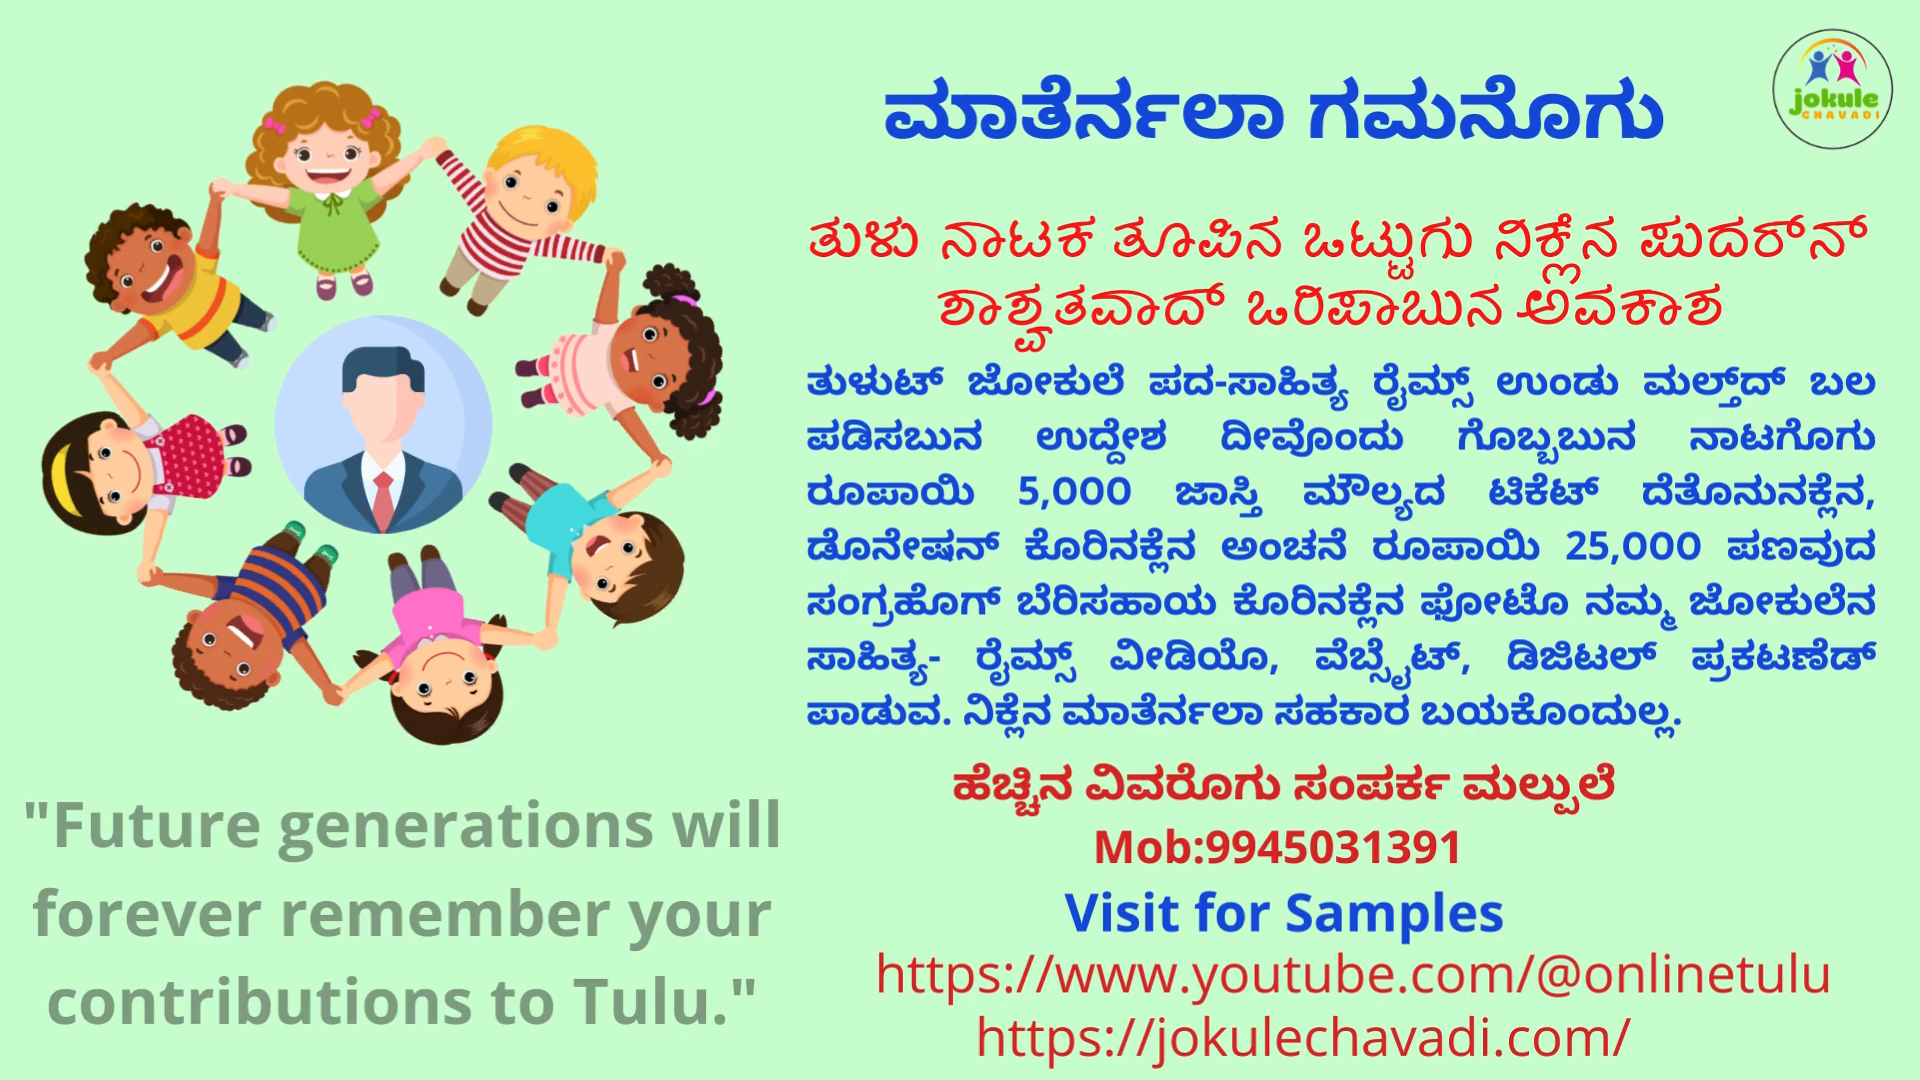 jokule
CHAVADI
ಮಾತೆರ್ನಲಾ ಗಮನೊಗು
ತುಳು ನಾಟಕ ತೂಪಿನ ಒಟ್ಟುಗು ನಿಕ್ಲೆನ ಪುದರ್‌ನ್
ಶಾಶ್ವತವಾದ್ ಒರಿಪಾಬುನ ಅವಕಾಶ
ತುಳುಟ್ ಜೋಕುಲೆ ಪದ-ಸಾಹಿತ್ಯ ರೈಮ್ಸ್ ಉಂಡು ಮಲ್ತ್‌ದ್ ಬಲ
ಪಡಿಸಬುನ ಉದ್ದೇಶ ದೀವೊಂದು ಗೊಬ್ಬಬುನ ನಾಟಗೊಗು
ರೂಪಾಯಿ 5,000 ಜಾಸ್ತಿ ಮೌಲ್ಯದ ಟಿಕೆಟ್ ದೆತೊನುನಕ್ಲೆನ,
ಡೊನೇಷನ್ ಕೊರಿನಕ್ಲೆನ ಅಂಚನೆ ರೂಪಾಯಿ 25,000 ಪಣವುದ
ಸಂಗ್ರಹೊಗ್ ಬೆರಿಸಹಾಯ ಕೊರಿನಕ್ಲೆನ ಫೋಟೊ ನಮ್ಮ ಜೋಕುಲೆನ
ಸಾಹಿತ್ಯ- ರೈಮ್ಸ್ ವೀಡಿಯೊ, ವೆಬ್ಸೈಟ್, ಡಿಜಿಟಲ್ ಪ್ರಕಟಣೆಡ್
ಪಾಡುವ. ನಿಕ್ಲೆನ ಮಾತೆರ್ನಲಾ ಸಹಕಾರ ಬಯಕೊಂದುಲ್ಲ.
ಹೆಚ್ಚಿನ ವಿವರೊಗು ಸಂಪರ್ಕ ಮಲ್ಪುಲೆ
Mob:9945031391
Visit for Samples
https://www.youtube.com/@onlinetulu
https://jokulechavadi.com/
"Future generations will
forever remember your
contributions to Tulu."